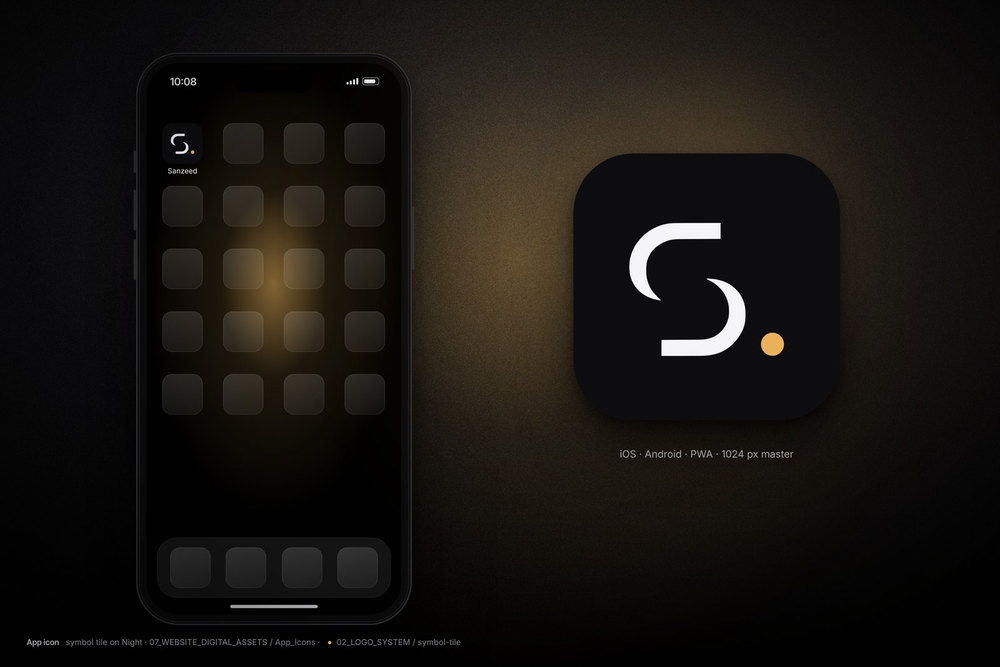 10:08
S.
Sanzeed
S.
iOS · Android · PWA · 1024 px master
App icon symbol tile on Night · 07_WEBSITE_DIGITAL_ASSETS / App_Icons · • 02_LOGO_SYSTEM / symbol-tile